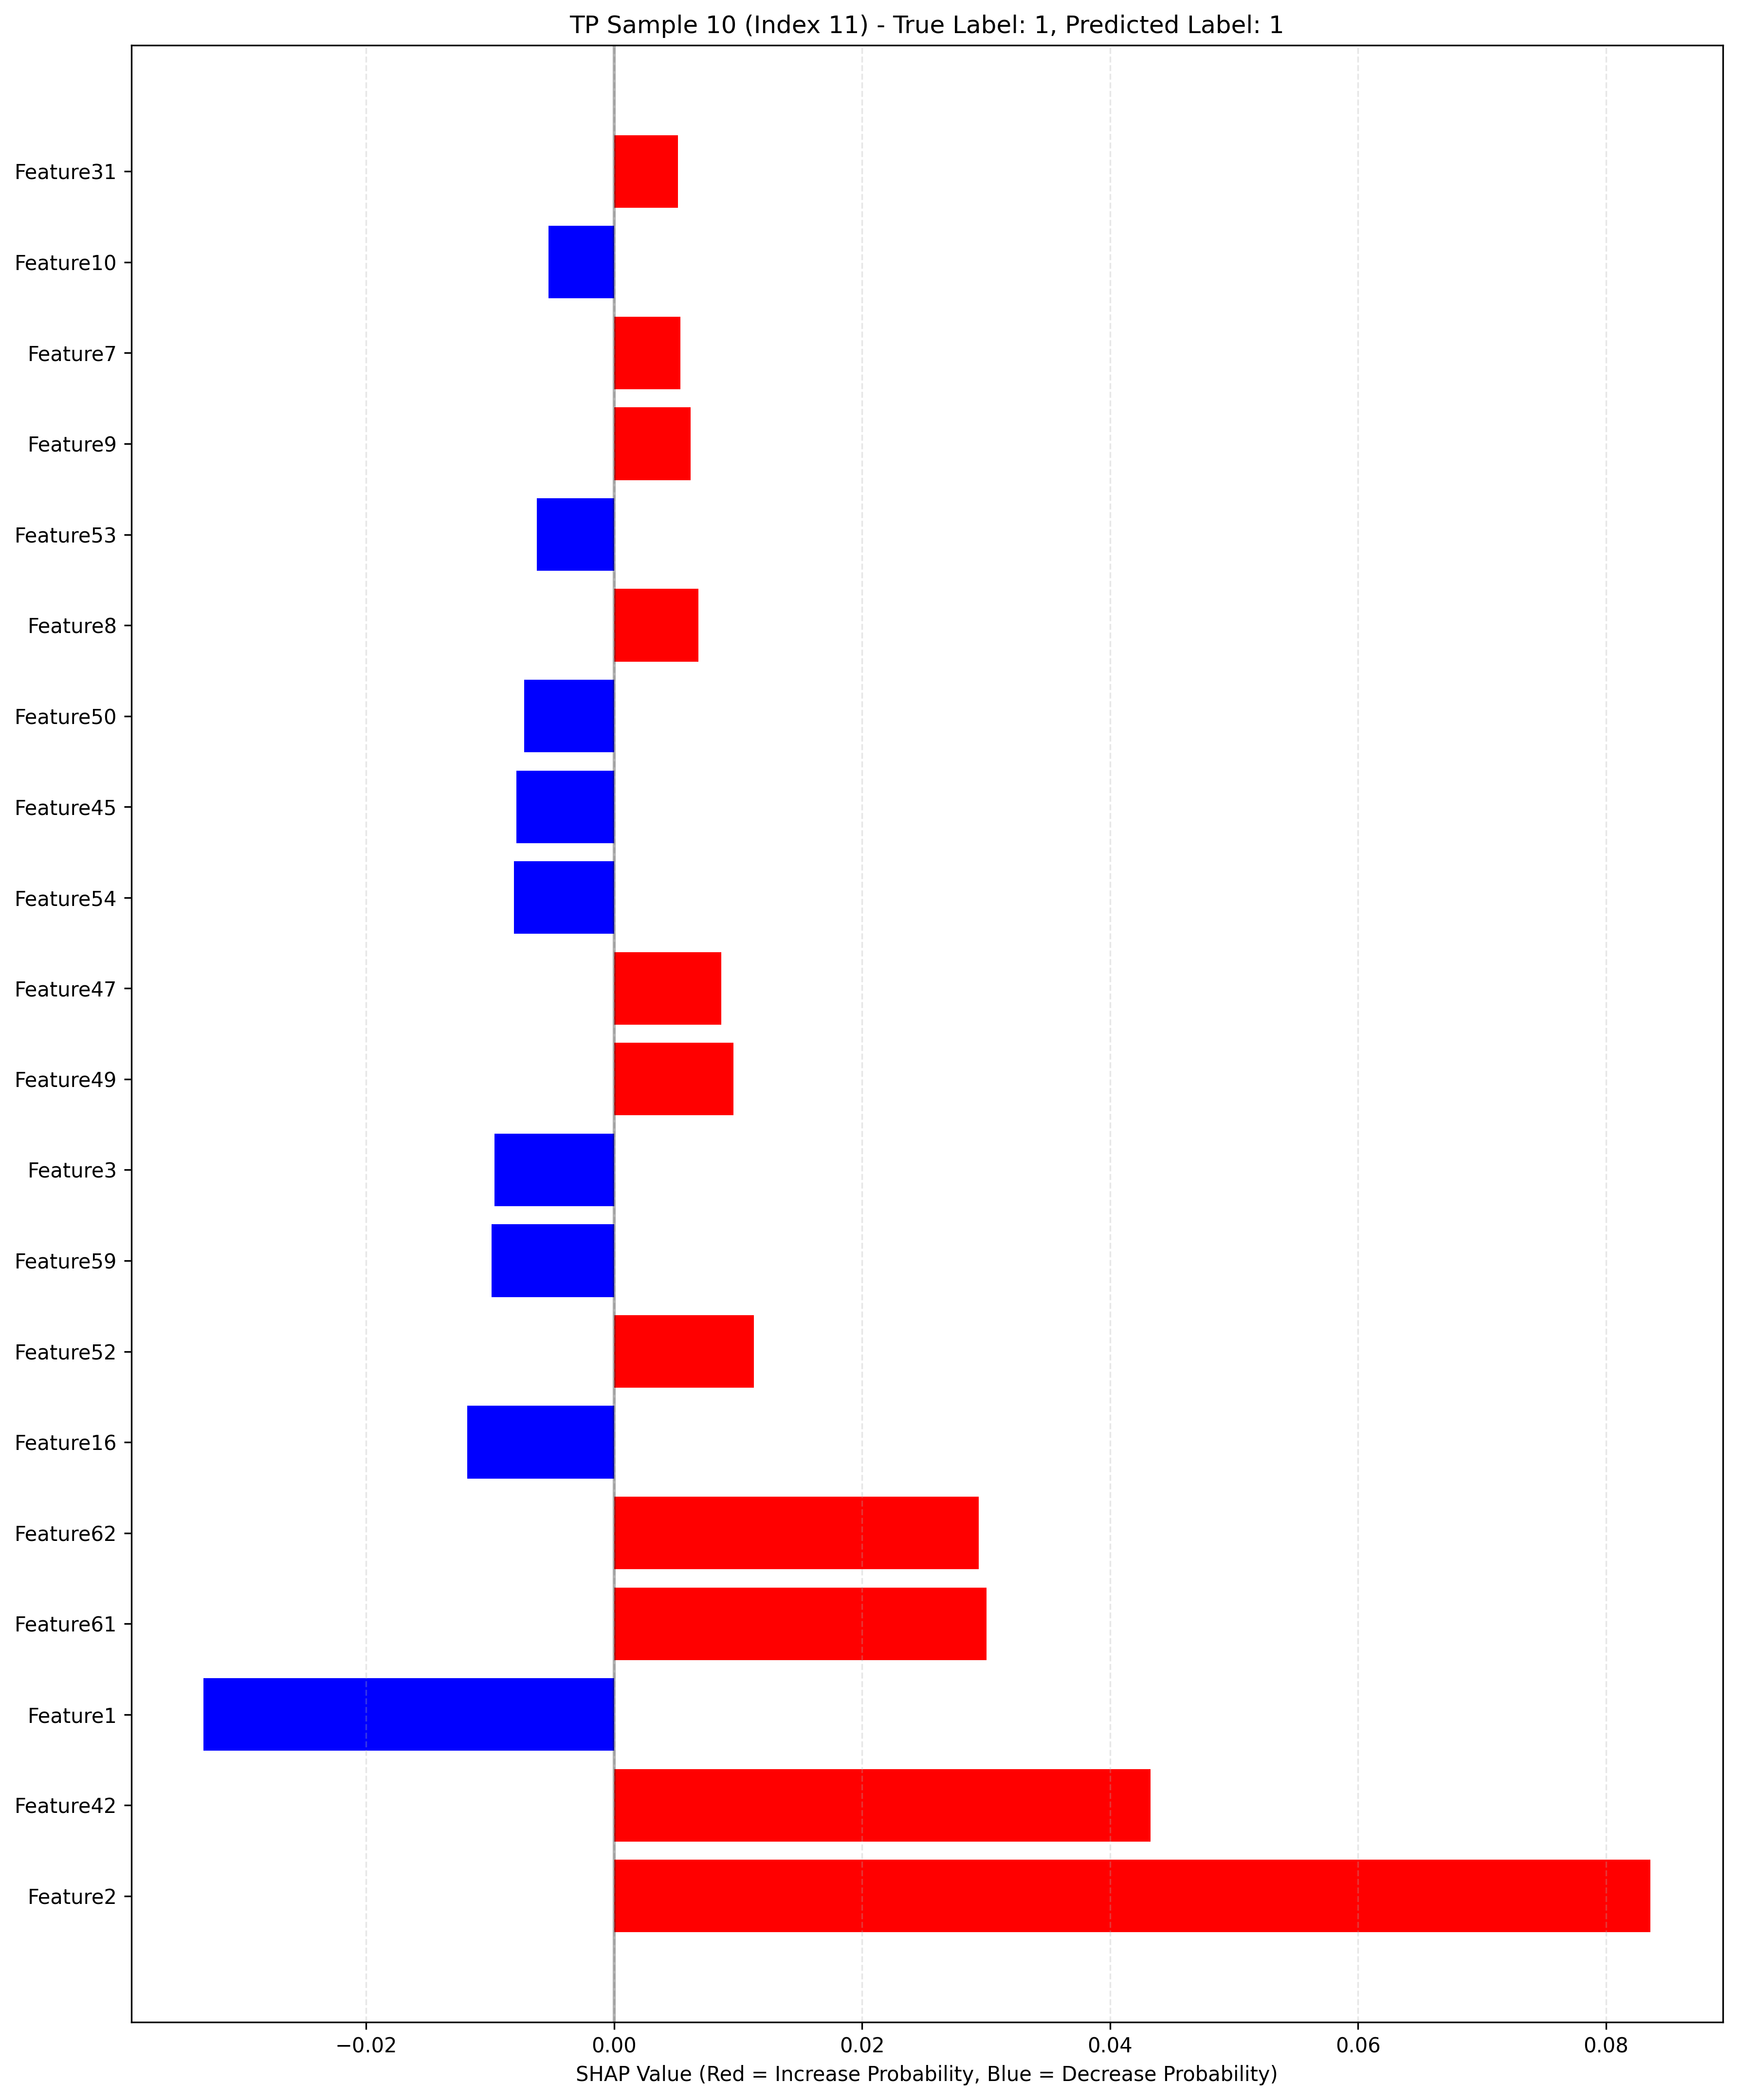 TP Sample 10 (Index 11) - True Label: 1, Predicted Label: 1
Feature31
Feature10
Feature7
Feature9
Feature53
Feature8
Feature50
Feature45
Feature54
Feature47
Feature49
Feature3
Feature59
Feature52
Feature16
Feature62
Feature61
Feature1
Feature42
Feature2
−0.02 0.00 0.02 0.04 0.06 0.08
SHAP Value (Red = Increase Probability, Blue = Decrease Probability)